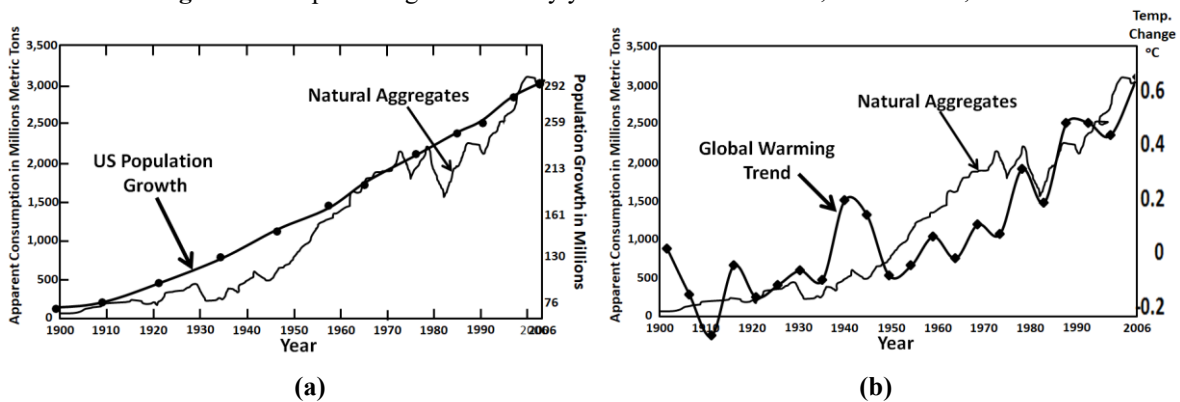 3,500
3,000
2,500
2,000
1,500
1,000
500
0
Apparent Consumption in Millions Metric Tons
US Population
Growth
Natural Aggregates
292
259
213
161
130
76
Population Growth in Millions
1900 1910 1920 1930 1940 1950 1960 1970 1980 1990 2006
Year
(a)
Temp.
Change
°C
3,500
3,000
2,500
2,000
1,500
1,000
500
0
Apparent Consumption in Millions Metric Tons
Natural Aggregates
Global Warming
Trend
0.6
0.4
0.2
0
-0.2
1900 1910 1920 1930 1940 1950 1960 1970 1980 1990 2006
Year
(b)